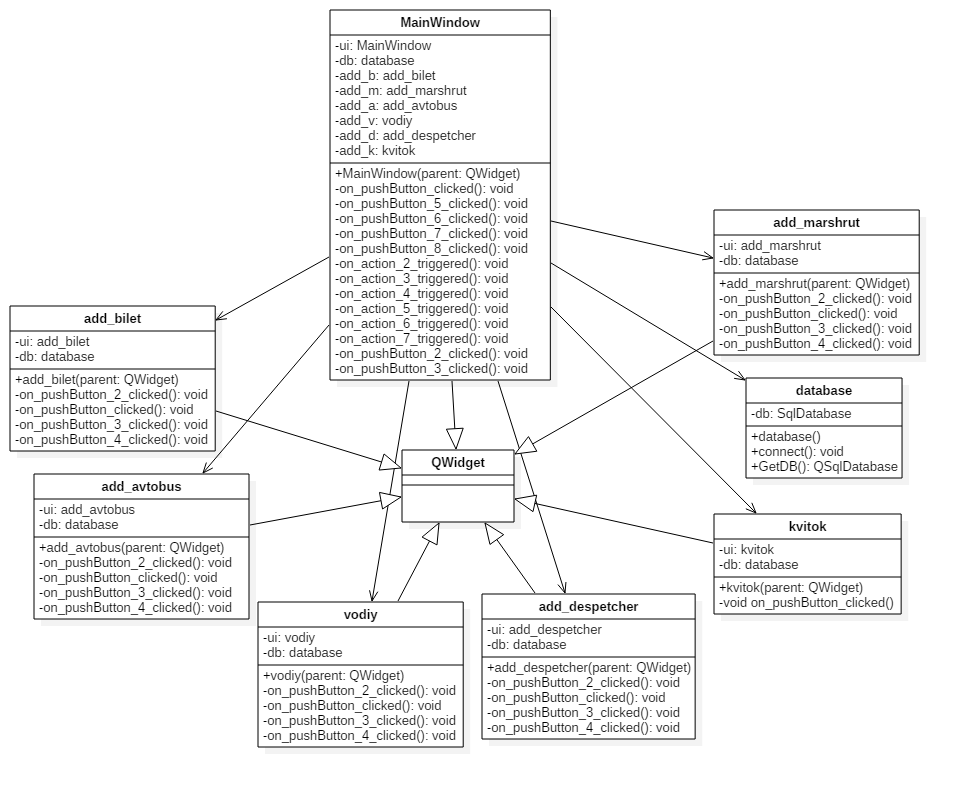 MainWindow
-ui: MainWindow
-db: database
-add_b: add_bilet
-add_m: add_marshrut
-add_a: add_avtobus
-add_v: vodiy
-add_d: add_despetcher
-add_k: kvitok
+MainWindow(parent: QWidget)
-on_pushButton_clicked(): void
-on_pushButton_5_clicked(): void
-on_pushButton_6_clicked(): void
-on_pushButton_7_clicked(): void
-on_pushButton_8_clicked(): void
-on_action_2_triggered(): void
-on_action_3_triggered(): void
-on_action_4_triggered(): void
-on_action_5_triggered(): void
-on_action_6_triggered(): void
-on_action_7_triggered(): void
-on_pushButton_2_clicked(): void
-on_pushButton_3_clicked(): void
add_marshrut
-ui: add_marshrut
-db: database
+add_marshrut(parent: QWidget)
-on_pushButton_2_clicked(): void
-on_pushButton_clicked(): void
-on_pushButton_3_clicked(): void
-on_pushButton_4_clicked(): void
add_bilet
-ui: add_bilet
-db: database
+add_bilet(parent: QWidget)
-on_pushButton_2_clicked(): void
-on_pushButton_clicked(): void
-on_pushButton_3_clicked(): void
-on_pushButton_4_clicked(): void
database
-db: SqlDatabase
+database()
+connect(): void
+GetDB(): QSqlDatabase
QWidget
add_avtobus
-ui: add_avtobus
-db: database
+add_avtobus(parent: QWidget)
-on_pushButton_2_clicked(): void
-on_pushButton_clicked(): void
-on_pushButton_3_clicked(): void
-on_pushButton_4_clicked(): void
kvitok
-ui: kvitok
-db: database
+kvitok(parent: QWidget)
-void on_pushButton_clicked()
vodiy
-ui: vodiy
-db: database
+vodiy(parent: QWidget)
-on_pushButton_2_clicked(): void
-on_pushButton_clicked(): void
-on_pushButton_3_clicked(): void
-on_pushButton_4_clicked(): void
add_despetcher
-ui: add_despetcher
-db: database
+add_despetcher(parent: QWidget)
-on_pushButton_2_clicked(): void
-on_pushButton_clicked(): void
-on_pushButton_3_clicked(): void
-on_pushButton_4_clicked(): void